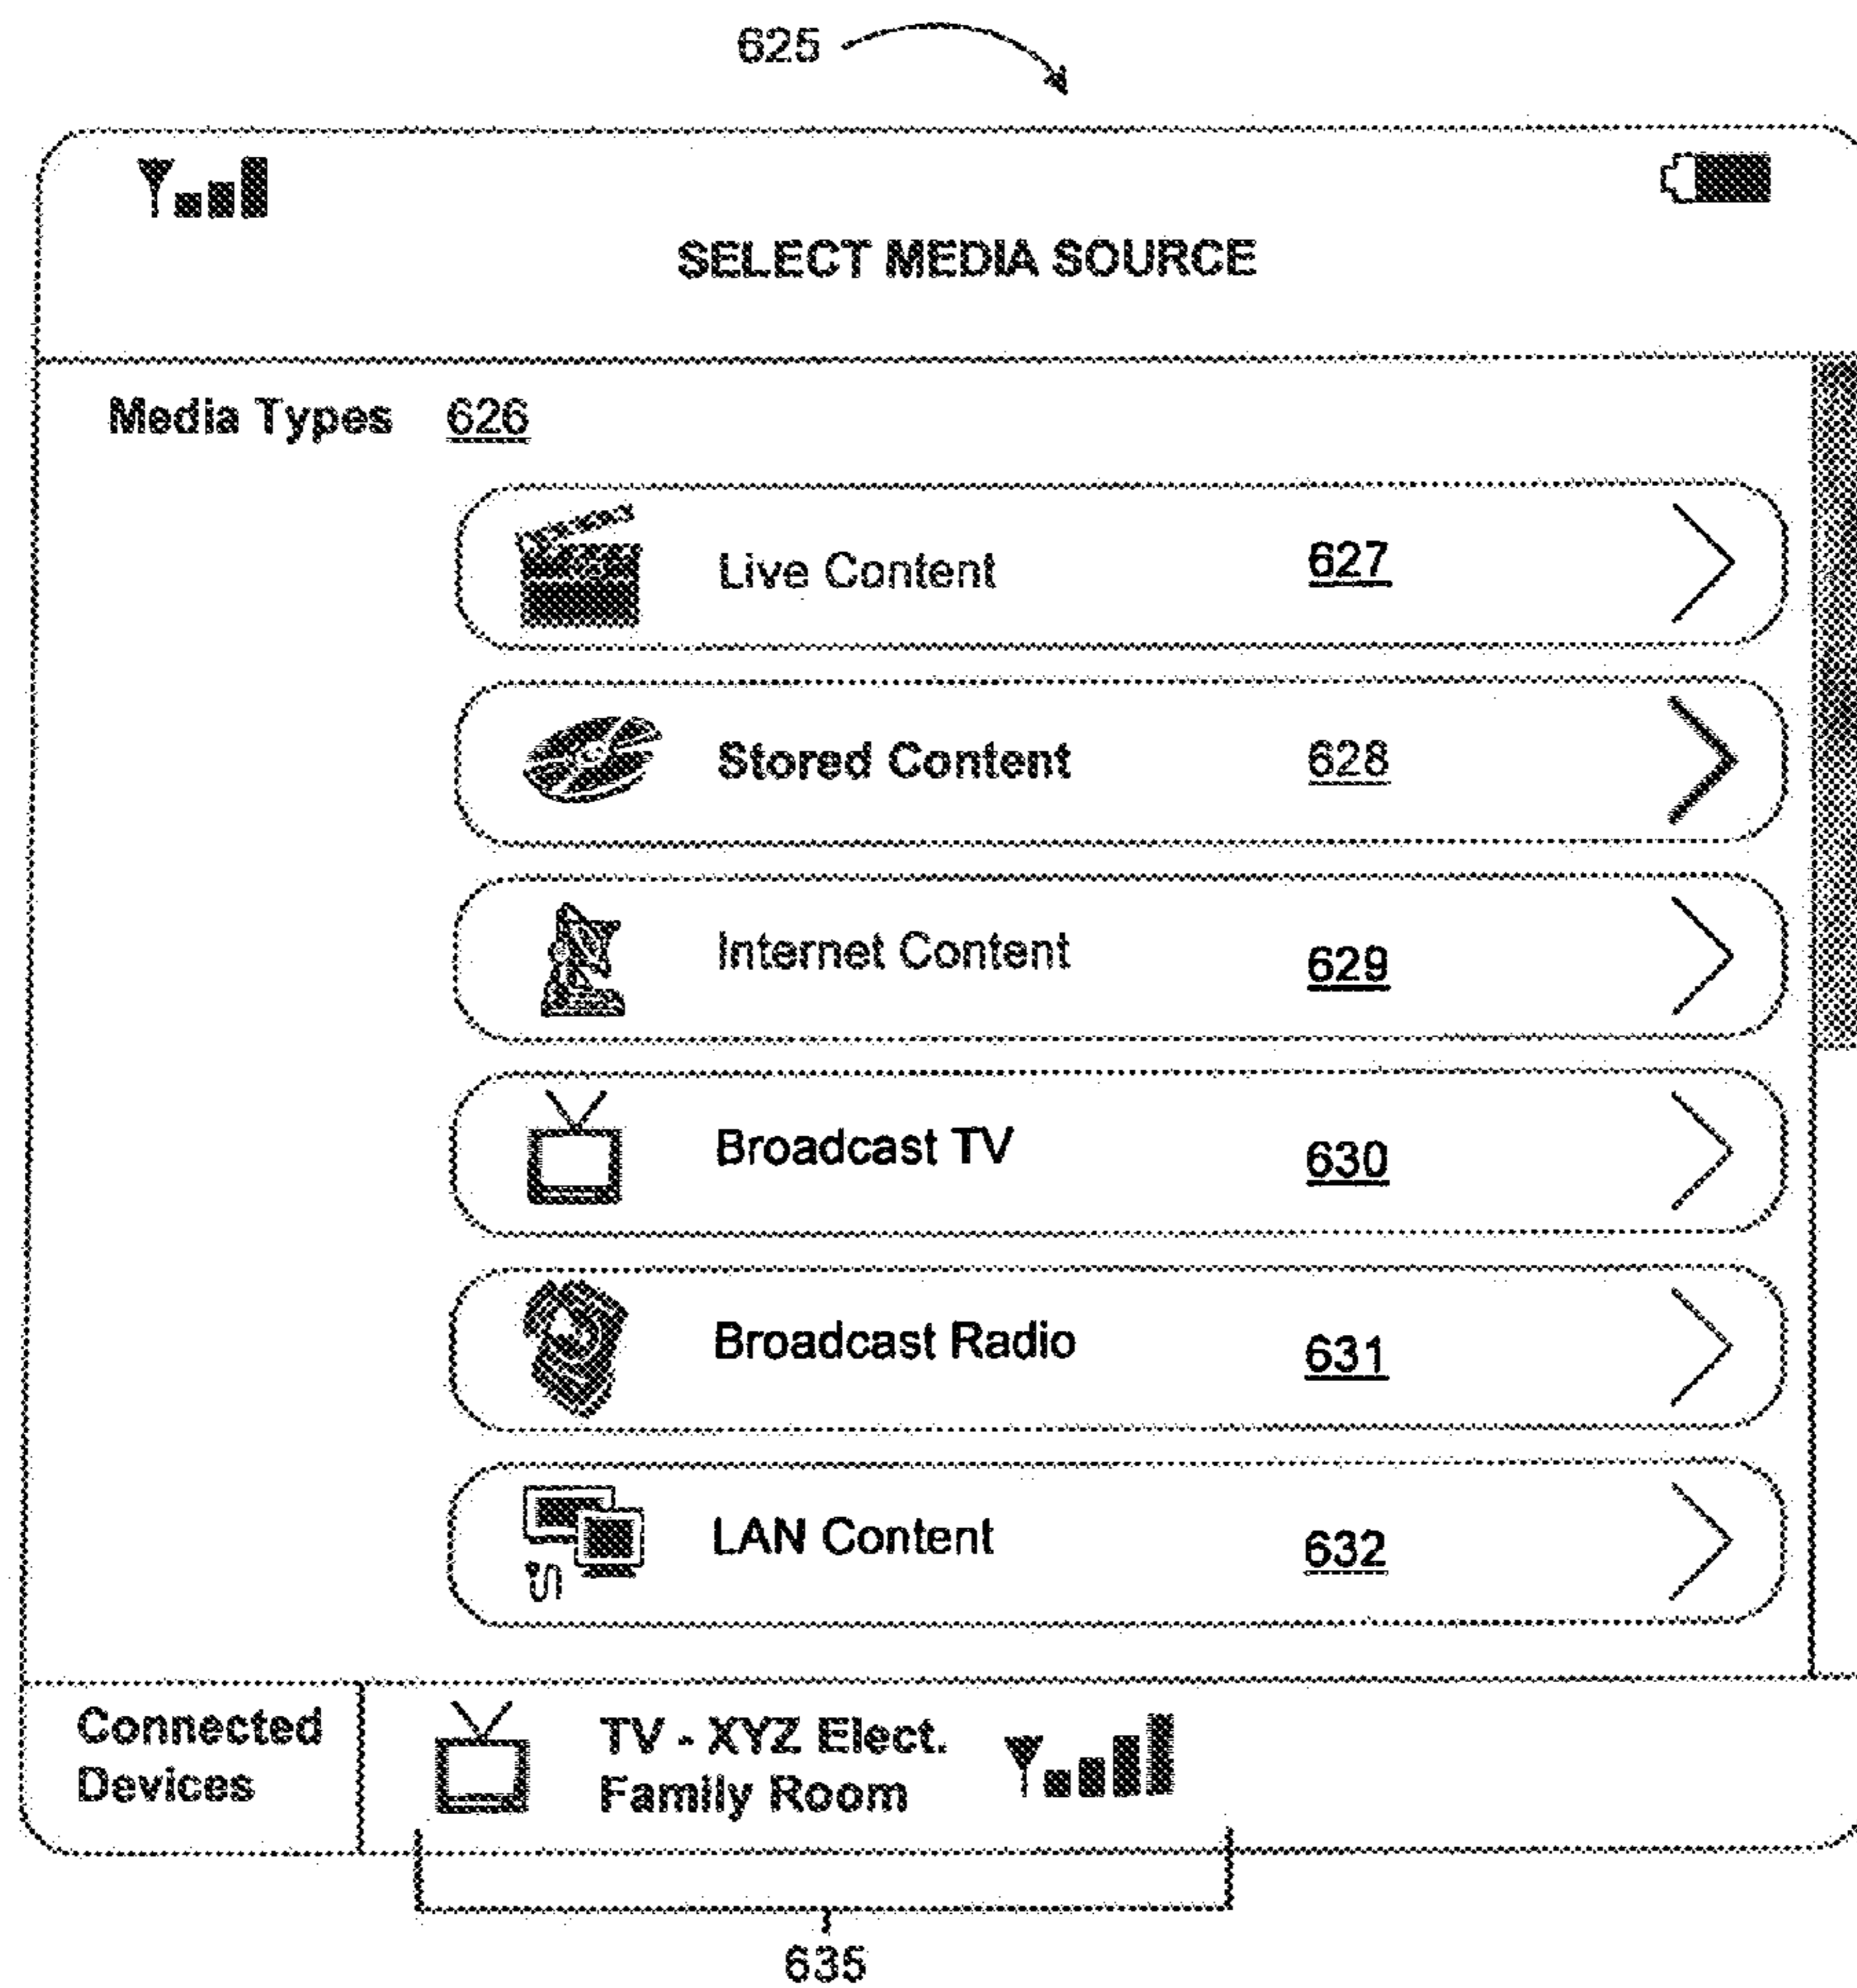 625
SELECT MEDIA SOURCE
Media Types 626
Live Content 627
Stored Content 628
Internet Content 629
Broadcast TV 630
Broadcast Radio 631
LAN Content 632
Connected
Devices
TV - XYZ Elect.
Family Room
635